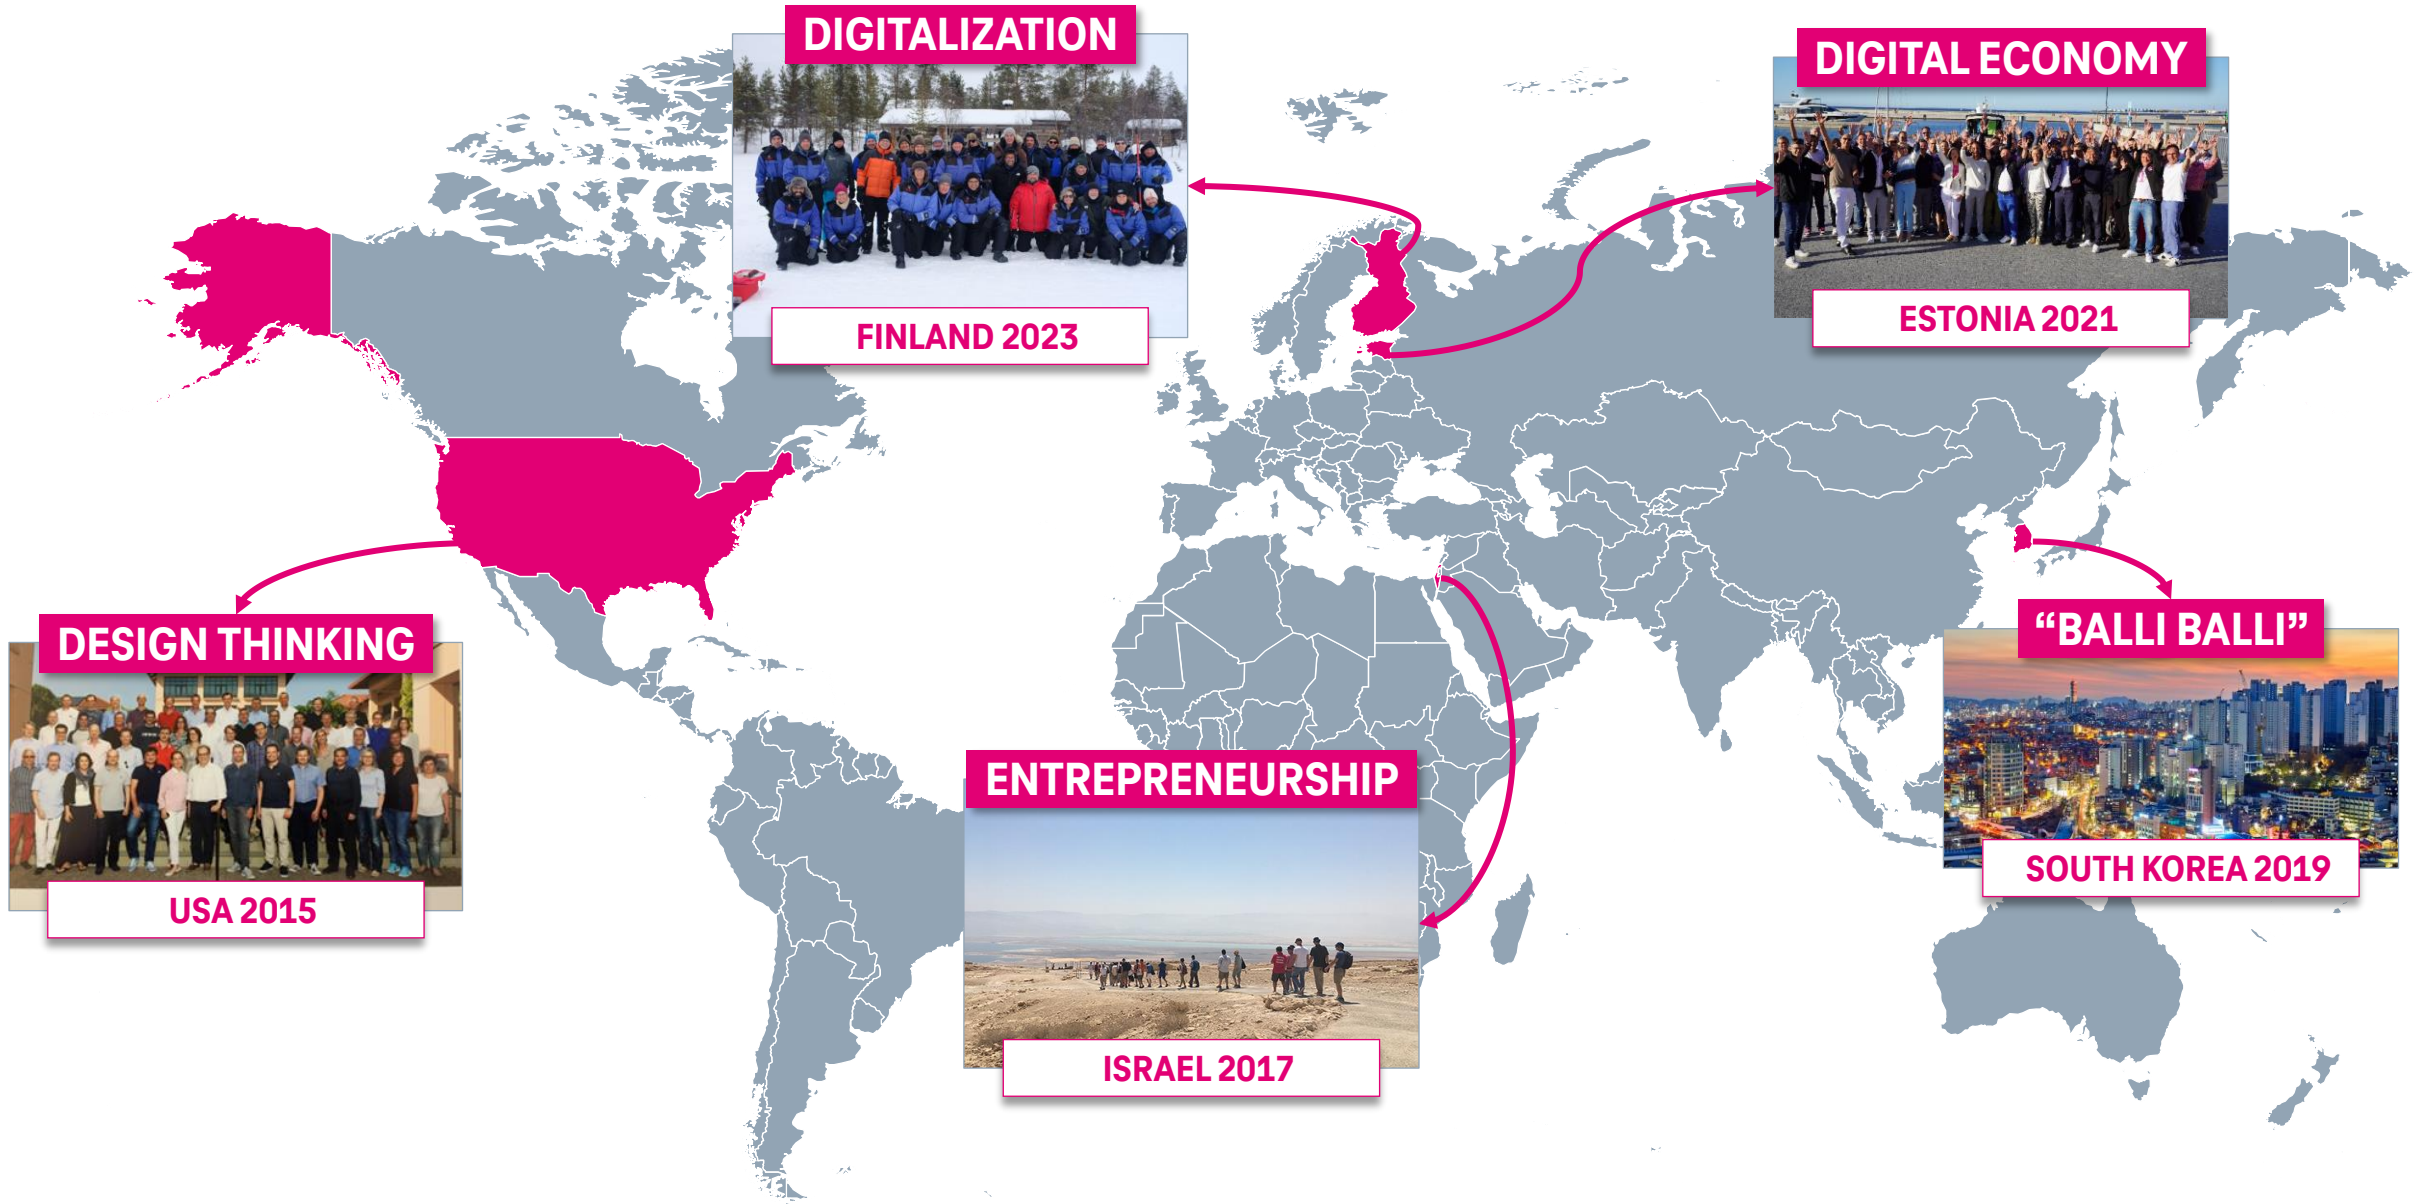 DIGITALIZATION
FINLAND 2023
DIGITAL ECONOMY
ESTONIA 2021
DESIGN THINKING
USA 2015
ENTREPRENEURSHIP
ISRAEL 2017
“BALLI BALLI”
SOUTH KOREA 2019